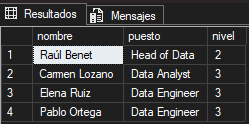 Resultados Mensajes
nombre puesto nivel
1 Raúl Benet Head of Data 2
2 Carmen Lozano Data Analyst 3
3 Elena Ruiz Data Engineer 3
4 Pablo Ortega Data Engineer 3